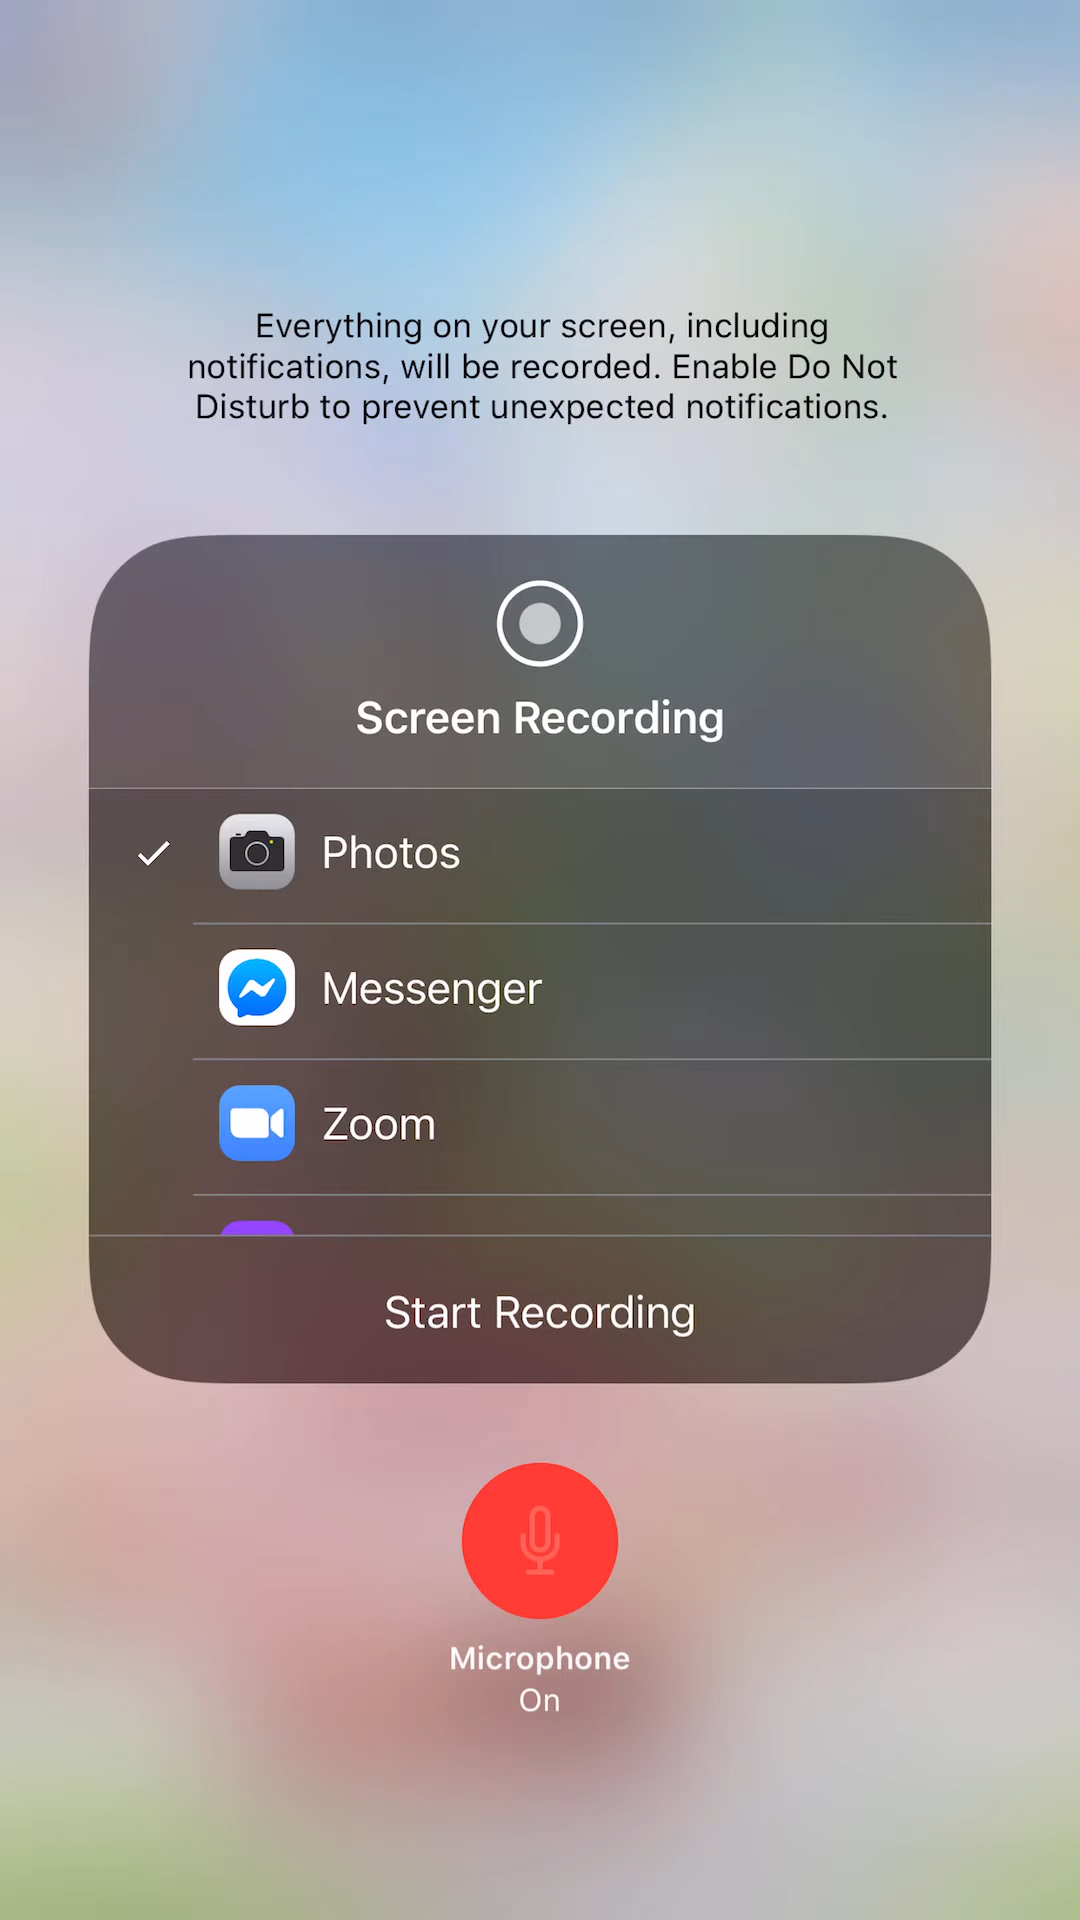 Everything on your screen, including
notifications, will be recorded. Enable Do Not
Disturb to prevent unexpected notifications.
Screen Recording
Photos
Messenger
Zoom
Start Recording
Microphone
On